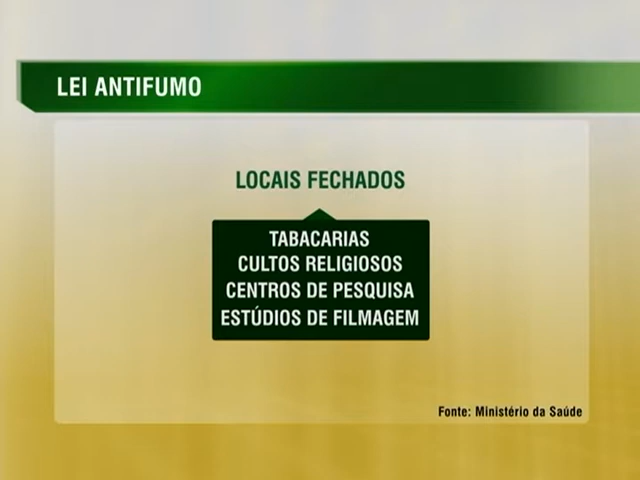 LEI ANTIFUMO
LOCAIS FECHADOS
TABACARIAS
CULTOS RELIGIOSOS
CENTROS DE PESQUISA
ESTÚDIOS DE FILMAGEM
Fonte: Ministério da Saúde